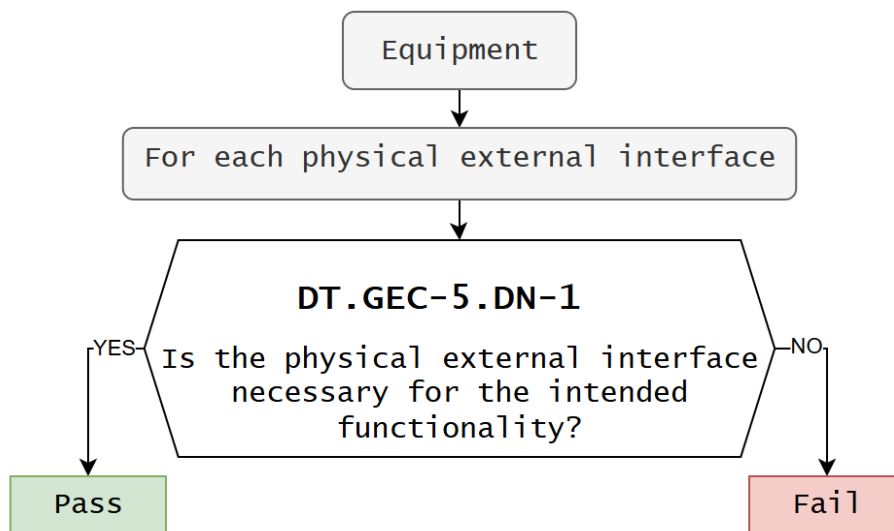 Equipment
For each physical external interface
DT.GEC-5.DN-1
YES
NO
Is the physical external interface
necessary for the intended
functionality?
Pass
Fail